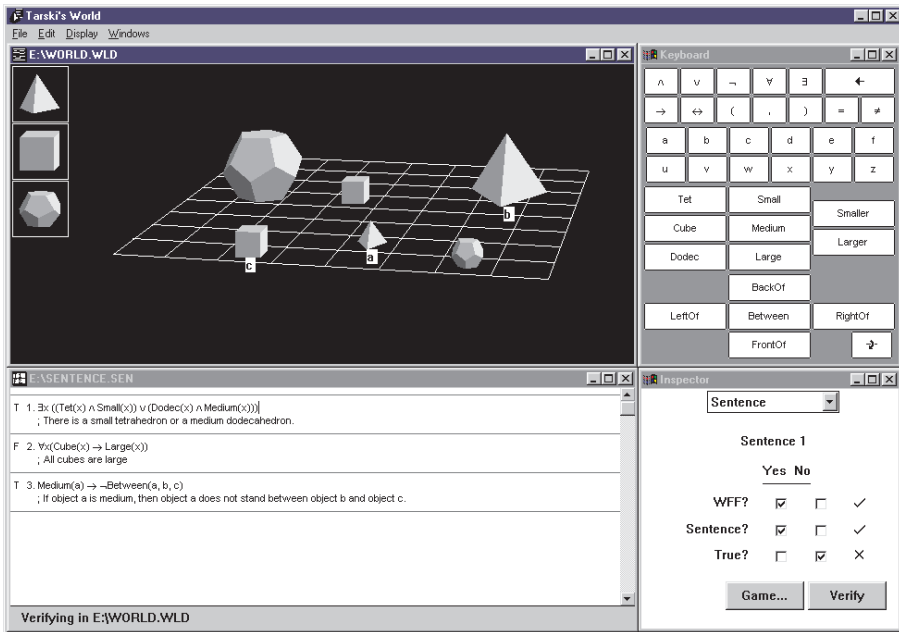 Tarski's World
File Edit Display Windows
E:\WORLD.WLD
b
a
c
Keyboard
∧ ∨ ¬ ∀ ∃ ←
→ ↔ ( , ) = ≠
a b c d e f
u v w x y z
Tet Small Smaller
Cube Medium Larger
Dodec Large
BackOf
LeftOf Between RightOf
FrontOf
E:\SENTENCE.SEN
T 1. ∃x ((Tet(x) ∧ Small(x)) ∨ (Dodec(x) ∧ Medium(x)))
; There is a small tetrahedron or a medium dodecahedron.
F 2. ∀x(Cube(x) → Large(x))
; All cubes are large
T 3. Medium(a) → ¬Between(a, b, c)
; If object a is medium, then object a does not stand between object b and object c.
Verifying in E:\WORLD.WLD
Inspector
Sentence
Sentence 1
Yes No
WFF?
Sentence?
True?
Game... Verify